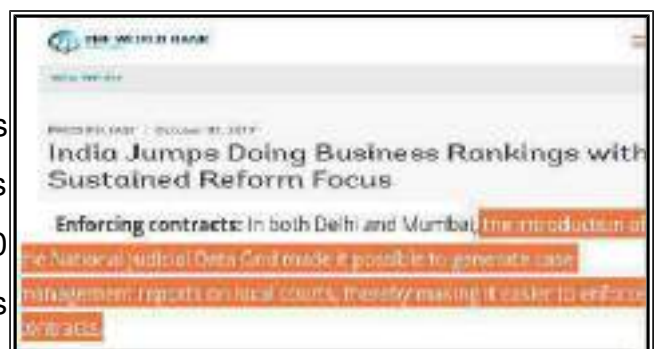 THE WORLD BANK
PRESS RELEASE | October 31, 2017
India Jumps Doing Business Rankings with
Sustained Reform Focus
s
s
0
s
Enforcing contracts: In both Delhi and Mumbai, the introduction of
the National Judicial Data Grid made it possible to generate case
management reports on local courts, thereby making it easier to enforce
contracts.